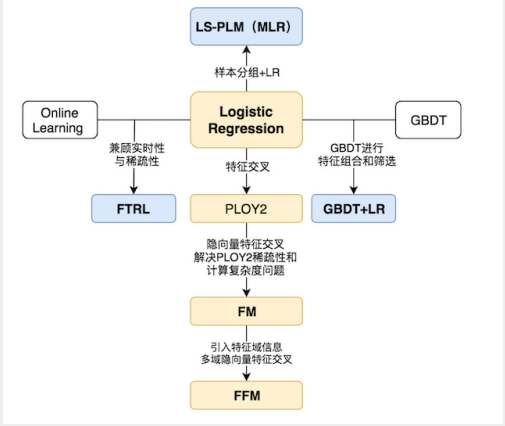 LS-PLM（MLR）
样本分组+LR
Online
Learning
Logistic
Regression
GBDT
兼顾实时性
与稀疏性
特征交叉
GBDT进行
特征组合和筛选
FTRL
PLOY2
GBDT+LR
隐向量特征交叉
解决PLOY2稀疏性和
计算复杂度问题
FM
引入特征域信息
多域隐向量特征交叉
FFM